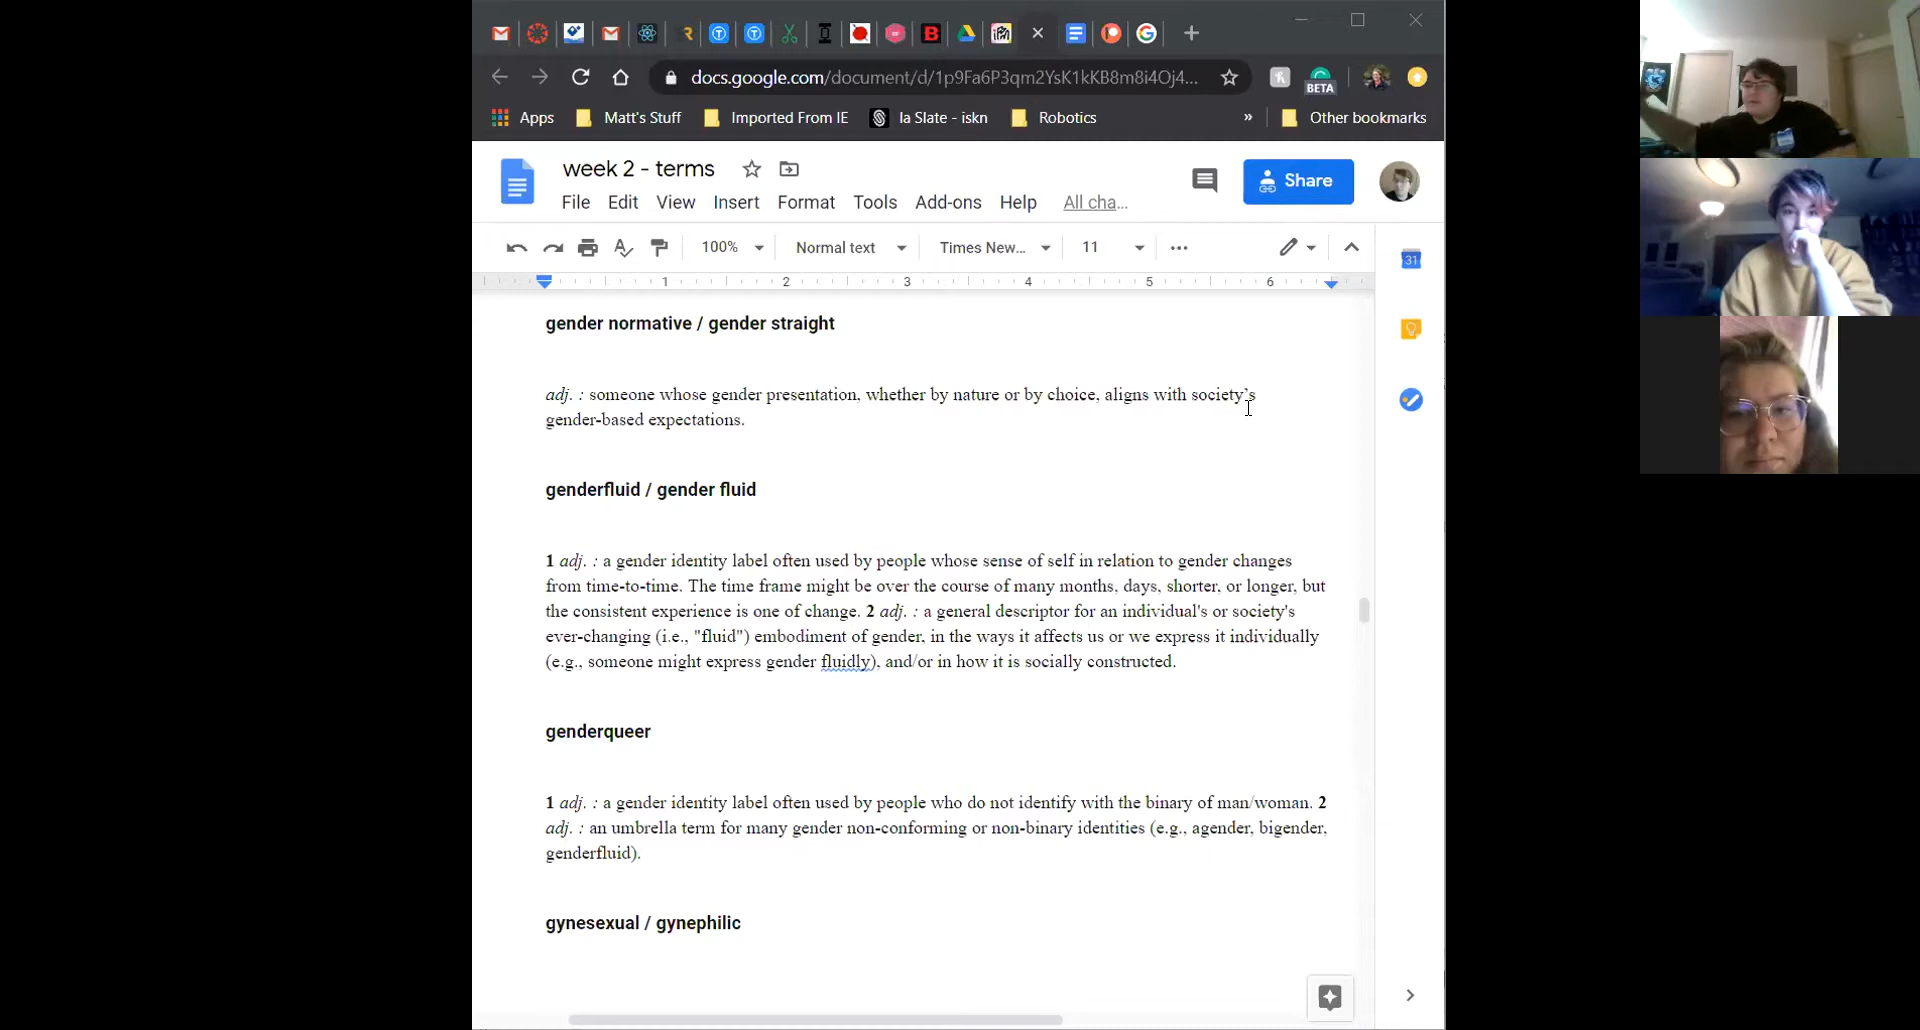 docs.google.com/document/d/1p9Fa6P3qm2YsK1kKB8m8i4Oj4...
BETA
Apps Matt's Stuff Imported From IE la Slate - iskn Robotics » Other bookmarks
week 2 - terms
Share
File Edit View Insert Format Tools Add-ons Help All cha...
100% Normal text Times New... 11 ...
1 2 3 4 5 6
31
gender normative / gender straight
adj. : someone whose gender presentation, whether by nature or by choice, aligns with society's
gender-based expectations.
genderfluid / gender fluid
1 adj. : a gender identity label often used by people whose sense of self in relation to gender changes
from time-to-time. The time frame might be over the course of many months, days, shorter, or longer, but
the consistent experience is one of change. 2 adj. : a general descriptor for an individual's or society's
ever-changing (i.e., "fluid") embodiment of gender, in the ways it affects us or we express it individually
(e.g., someone might express gender fluidly), and/or in how it is socially constructed.
genderqueer
1 adj. : a gender identity label often used by people who do not identify with the binary of man/woman. 2
adj. : an umbrella term for many gender non-conforming or non-binary identities (e.g., agender, bigender,
genderfluid).
gynesexual / gynephilic